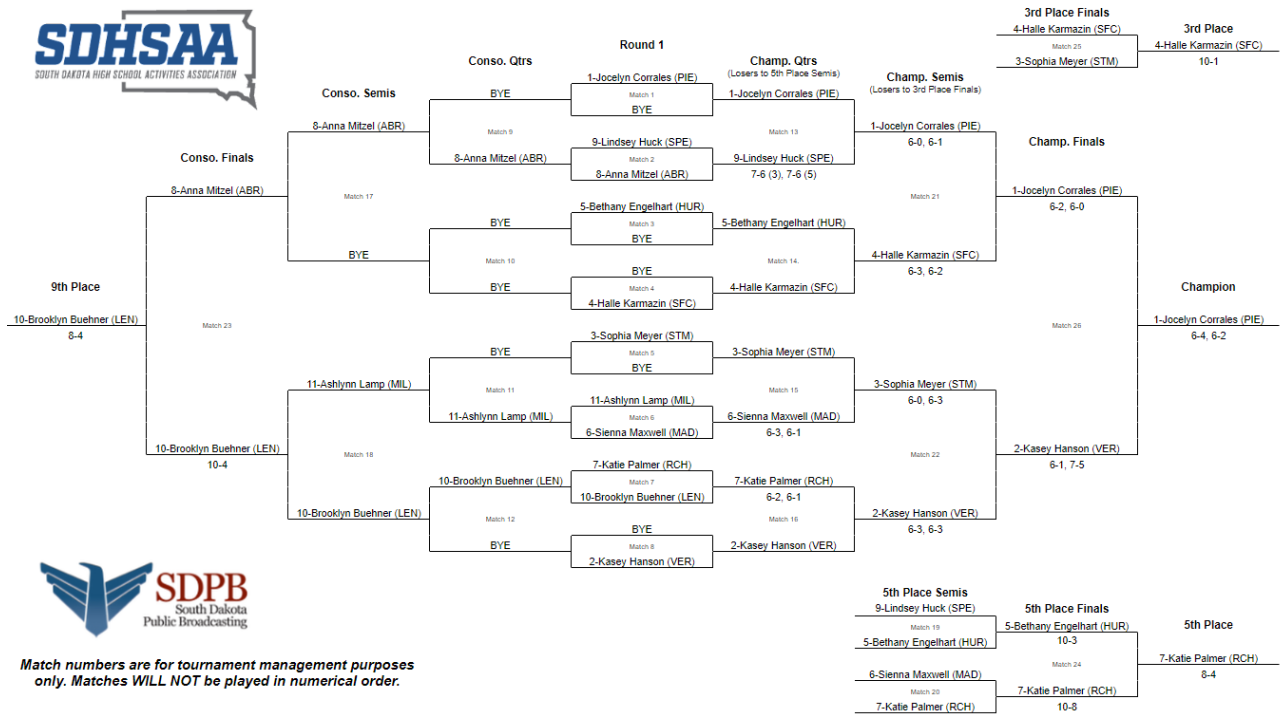 SDHSAA
SOUTH DAKOTA HIGH SCHOOL ACTIVITIES ASSOCIATION
3rd Place Finals
4-Halle Karmazin (SFC)
Match 25
3-Sophia Meyer (STM)
3rd Place
4-Halle Karmazin (SFC)
10-1
Round 1
1-Jocelyn Corrales (PIE)
Match 1
BYE
9-Lindsey Huck (SPE)
Match 2
8-Anna Mitzel (ABR)
5-Bethany Engelhart (HUR)
Match 3
BYE
BYE
Match 4
4-Halle Karmazin (SFC)
3-Sophia Meyer (STM)
Match 5
BYE
11-Ashlynn Lamp (MIL)
Match 6
6-Sienna Maxwell (MAD)
7-Katie Palmer (RCH)
Match 7
10-Brooklyn Buehner (LEN)
BYE
Match 8
2-Kasey Hanson (VER)
Conso. Qtrs
BYE
Match 9
8-Anna Mitzel (ABR)
BYE
Match 10
BYE
BYE
Match 11
11-Ashlynn Lamp (MIL)
10-Brooklyn Buehner (LEN)
Match 12
BYE
Conso. Semis
8-Anna Mitzel (ABR)
Match 17
BYE
11-Ashlynn Lamp (MIL)
Match 18
10-Brooklyn Buehner (LEN)
Conso. Finals
8-Anna Mitzel (ABR)
Match 23
10-Brooklyn Buehner (LEN)
10-4
9th Place
10-Brooklyn Buehner (LEN)
8-4
Champ. Qtrs
(Losers to 5th Place Semis)
1-Jocelyn Corrales (PIE)
Match 13
9-Lindsey Huck (SPE)
7-6 (3), 7-6 (5)
5-Bethany Engelhart (HUR)
Match 14.
4-Halle Karmazin (SFC)
3-Sophia Meyer (STM)
Match 15
6-Sienna Maxwell (MAD)
6-3, 6-1
7-Katie Palmer (RCH)
6-2, 6-1
Match 16
2-Kasey Hanson (VER)
Champ. Semis
(Losers to 3rd Place Finals)
1-Jocelyn Corrales (PIE)
6-0, 6-1
Match 21
4-Halle Karmazin (SFC)
6-3, 6-2
3-Sophia Meyer (STM)
6-0, 6-3
Match 22
2-Kasey Hanson (VER)
6-3, 6-3
Champ. Finals
1-Jocelyn Corrales (PIE)
6-2, 6-0
Match 26
2-Kasey Hanson (VER)
6-1, 7-5
Champion
1-Jocelyn Corrales (PIE)
6-4, 6-2
5th Place Semis
9-Lindsey Huck (SPE)
Match 19
5-Bethany Engelhart (HUR)
6-Sienna Maxwell (MAD)
Match 20
7-Katie Palmer (RCH)
5th Place Finals
5-Bethany Engelhart (HUR)
10-3
Match 24
7-Katie Palmer (RCH)
10-8
5th Place
7-Katie Palmer (RCH)
8-4
SDPB
South Dakota
Public Broadcasting
Match numbers are for tournament management purposes
only. Matches WILL NOT be played in numerical order.